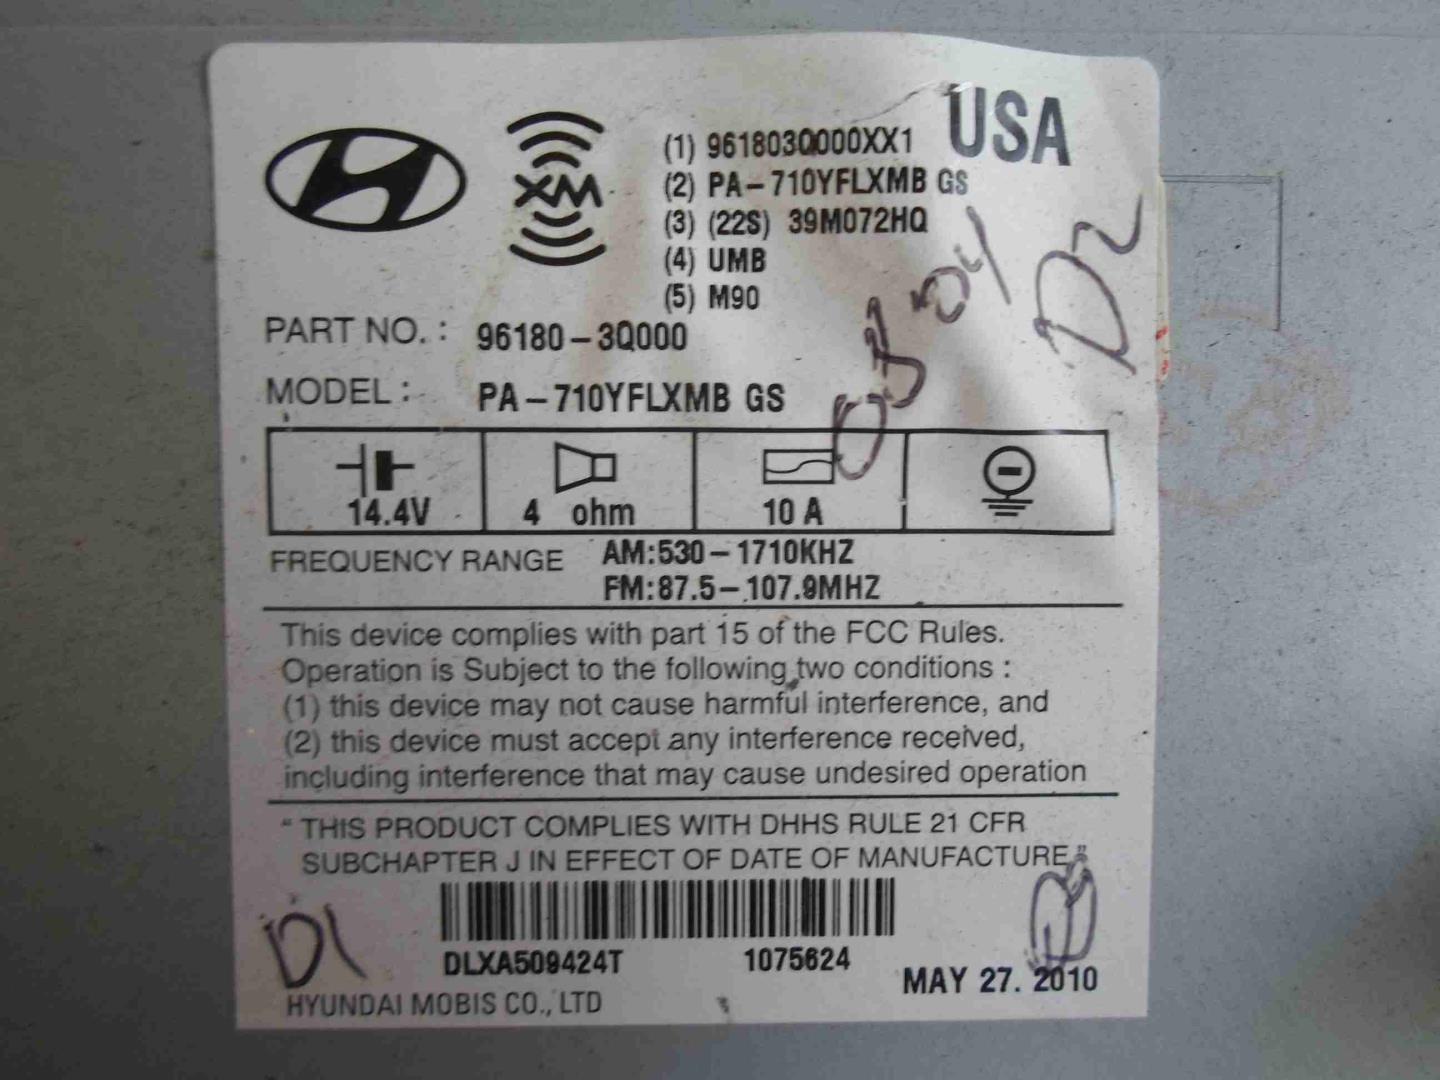 USA
XM
(1) 961803Q000XX1
(2) PA-710YFLXMB GS
(3) (22S) 39M072HQ
(4) UMB
(5) M90
D2
PART NO. : 96180-3Q000
MODEL : PA-710YFLXMB GS
14.4V 4 ohm 10 A
FREQUENCY RANGE AM:530-1710KHZ
FM:87.5-107.9MHZ
This device complies with part 15 of the FCC Rules.
Operation is Subject to the following two conditions :
(1) this device may not cause harmful interference, and
(2) this device must accept any interference received,
including interference that may cause undesired operation
" THIS PRODUCT COMPLIES WITH DHHS RULE 21 CFR
SUBCHAPTER J IN EFFECT OF DATE OF MANUFACTURE "
D1
DLXA509424T 1075624
MAY 27. 2010
HYUNDAI MOBIS CO., LTD